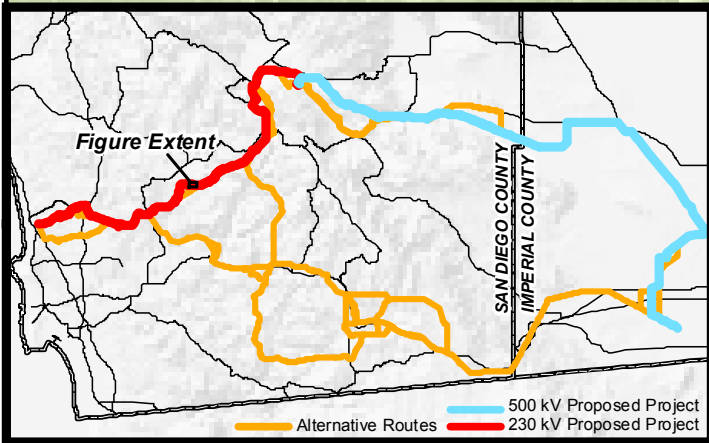 Figure Extent
SAN DIEGO COUNTY
IMPERIAL COUNTY
500 kV Proposed Project
Alternative Routes
230 kV Proposed Project